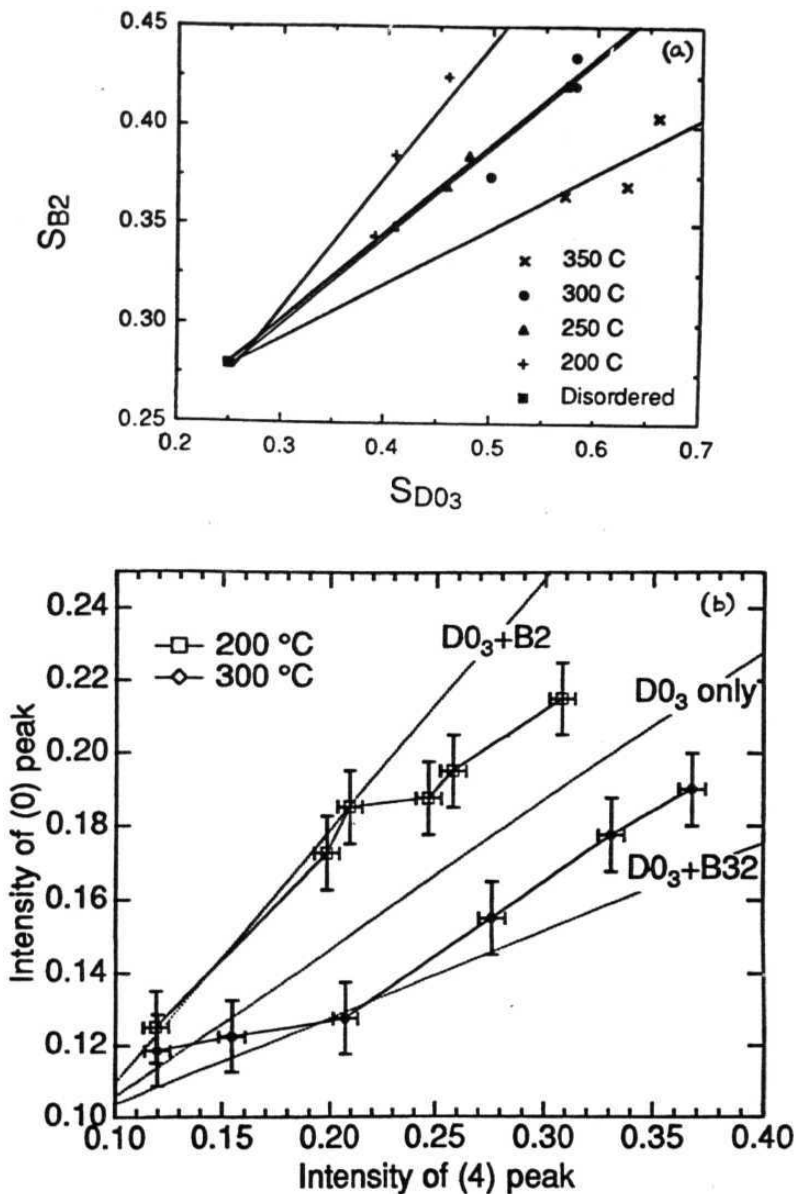 0.45
(a)
0.40
0.35
0.30
0.25
SB2
350 C
300 C
250 C
200 C
Disordered
0.2 0.3 0.4 0.5 0.6 0.7
SD03
0.24
(b)
200 °C
300 °C
D03+B2
0.22
D03 only
0.20
0.18
D03+B32
0.16
0.14
0.12
0.10
Intensity of (0) peak
0.10 0.15 0.20 0.25 0.30 0.35 0.40
Intensity of (4) peak